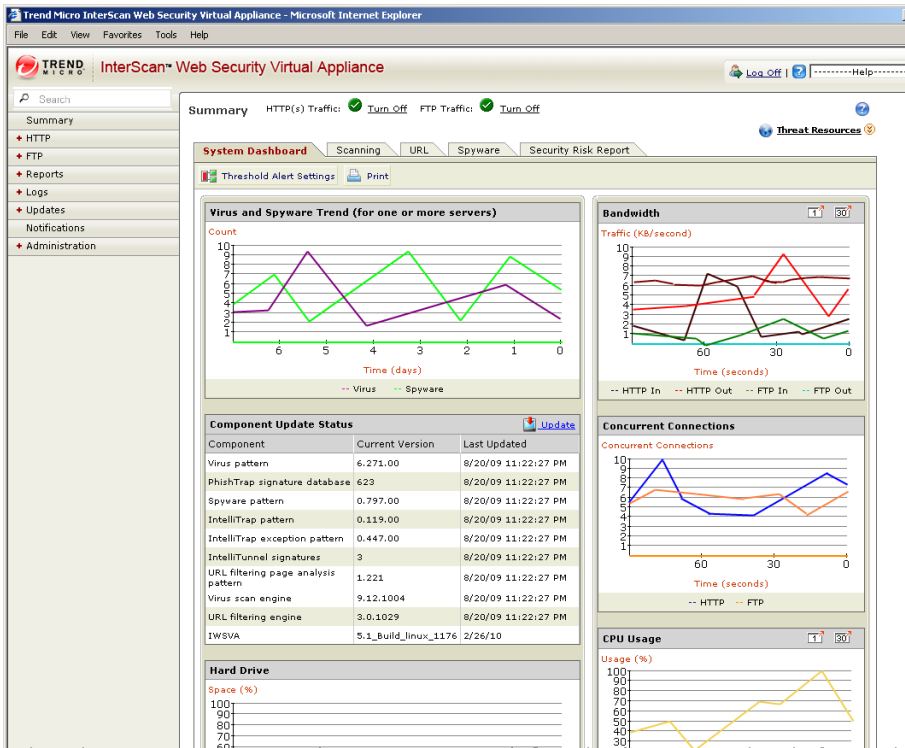 Trend Micro InterScan Web Security Virtual Appliance - Microsoft Internet Explorer
File Edit View Favorites Tools Help
TREND MICRO InterScan™ Web Security Virtual Appliance
Log Off | ? ---------Help-------
Search
Summary
+ HTTP
+ FTP
+ Reports
+ Logs
+ Updates
Notifications
+ Administration
Summary HTTP(s) Traffic: Turn Off FTP Traffic: Turn Off
?
Threat Resources
System Dashboard Scanning URL Spyware Security Risk Report
Threshold Alert Settings Print
Virus and Spyware Trend (for one or more servers)
Count
10
9
8
7
6
5
4
3
2
1
6 5 4 3 2 1 0
Time (days)
-- Virus -- Spyware
Component Update Status Update
Component Current Version Last Updated
Virus pattern 6.271.00 8/20/09 11:22:27 PM
PhishTrap signature database 623 8/20/09 11:22:27 PM
Spyware pattern 0.797.00 8/20/09 11:22:27 PM
IntelliTrap pattern 0.119.00 8/20/09 11:22:27 PM
IntelliTrap exception pattern 0.447.00 8/20/09 11:22:27 PM
IntelliTunnel signatures 3 8/20/09 11:22:27 PM
URL filtering page analysis
pattern 1.221 8/20/09 11:22:27 PM
Virus scan engine 9.12.1004 8/20/09 11:22:27 PM
URL filtering engine 3.0.1029 8/20/09 11:22:27 PM
IWSVA 5.1_Build_linux_1176 2/26/10
Hard Drive
Space (%)
100
90
80
70
60
Bandwidth 1 30
Traffic (KB/second)
10
9
8
7
6
5
4
3
2
1
60 30 0
Time (seconds)
-- HTTP In -- HTTP Out -- FTP In -- FTP Out
Concurrent Connections
Concurrent Connections
10
9
8
7
6
5
4
3
2
1
60 30 0
Time (seconds)
-- HTTP -- FTP
CPU Usage 1 30
Usage (%)
100
90
80
70
60
50
40
30